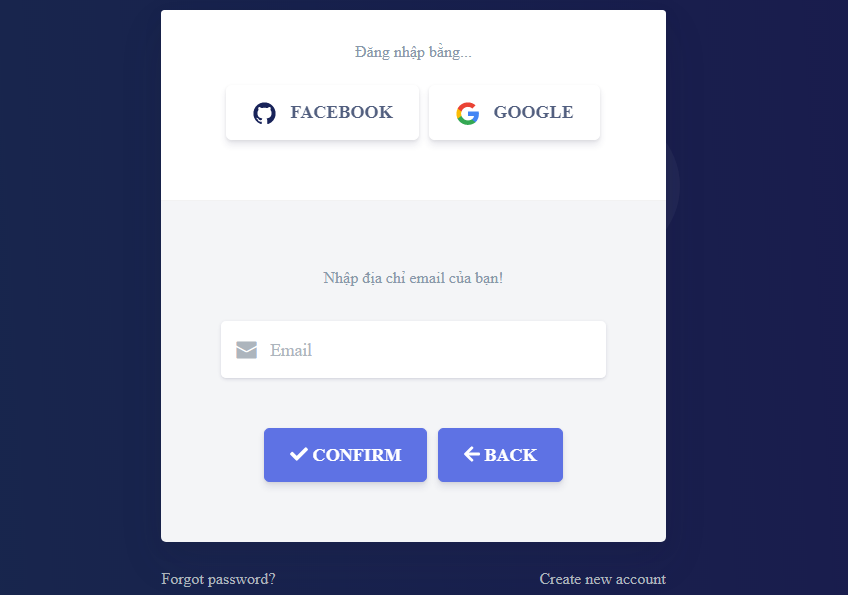 Đăng nhập bằng...
FACEBOOK
GOOGLE
Nhập địa chỉ email của bạn!
Email
CONFIRM
BACK
Forgot password?
Create new account